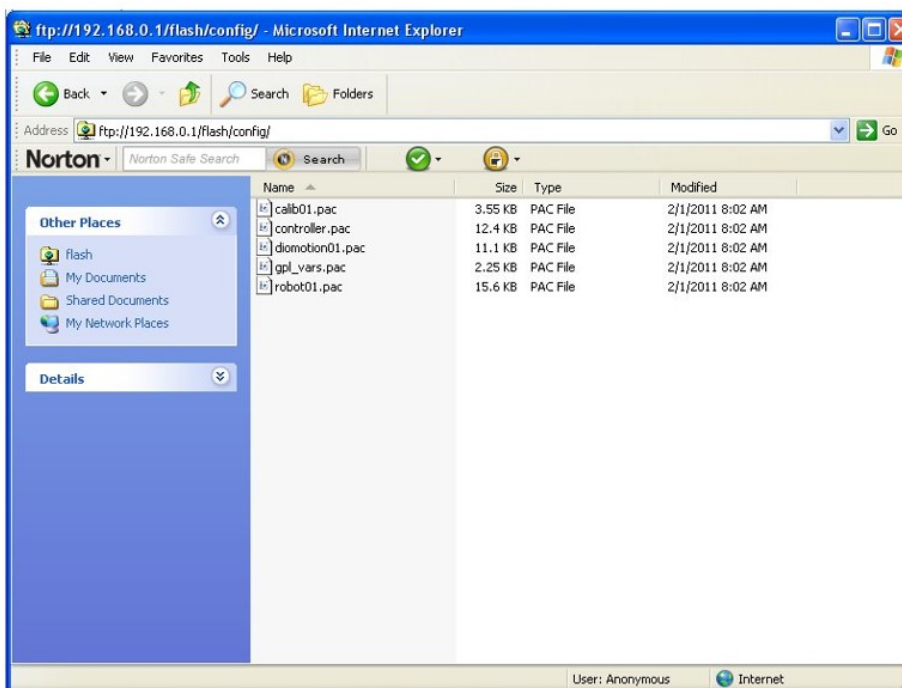 ftp://192.168.0.1/flash/config/ - Microsoft Internet Explorer
File Edit View Favorites Tools Help
Back Search Folders
Address ftp://192.168.0.1/flash/config/ Go
Norton Norton Safe Search Search
Name Size Type Modified
Other Places
flash
My Documents
Shared Documents
My Network Places
Details
calib01.pac 3.55 KB PAC File 2/1/2011 8:02 AM
controller.pac 12.4 KB PAC File 2/1/2011 8:02 AM
diomotion01.pac 11.1 KB PAC File 2/1/2011 8:02 AM
gpl_vars.pac 2.25 KB PAC File 2/1/2011 8:02 AM
robot01.pac 15.6 KB PAC File 2/1/2011 8:02 AM
User: Anonymous Internet